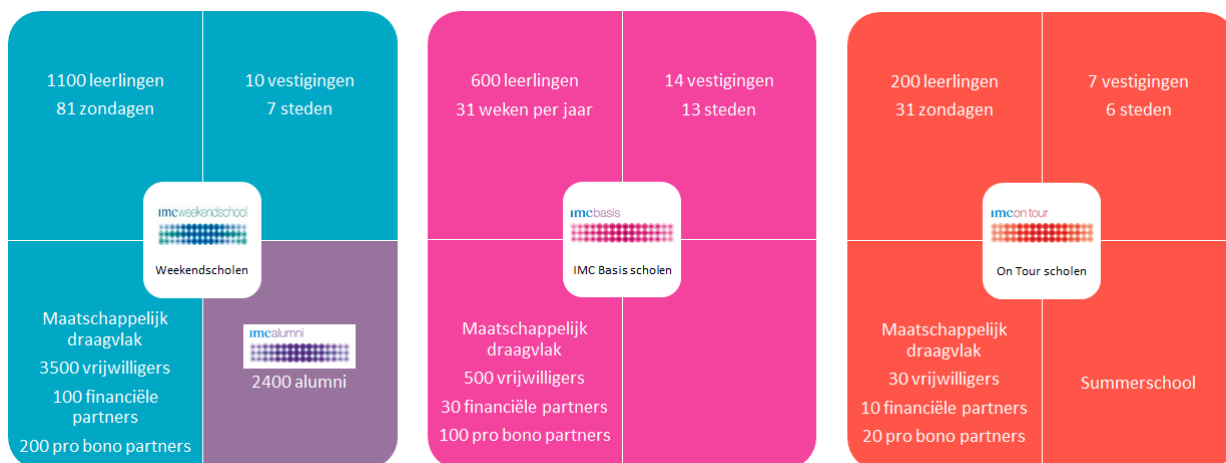 1100 leerlingen
81 zondagen
10 vestigingen
7 steden
imcweekendschool
Weekendscholen
Maatschappelijk
draagvlak
3500 vrijwilligers
100 financiële
partners
200 pro bono partners
imcalumni
2400 alumni
600 leerlingen
31 weken per jaar
14 vestigingen
13 steden
imcbasis
IMC Basis scholen
Maatschappelijk
draagvlak
500 vrijwilligers
30 financiële partners
100 pro bono partners
200 leerlingen
31 zondagen
7 vestigingen
6 steden
imcon tour
On Tour scholen
Maatschappelijk
draagvlak
30 vrijwilligers
10 financiële partners
20 pro bono partners
Summerschool